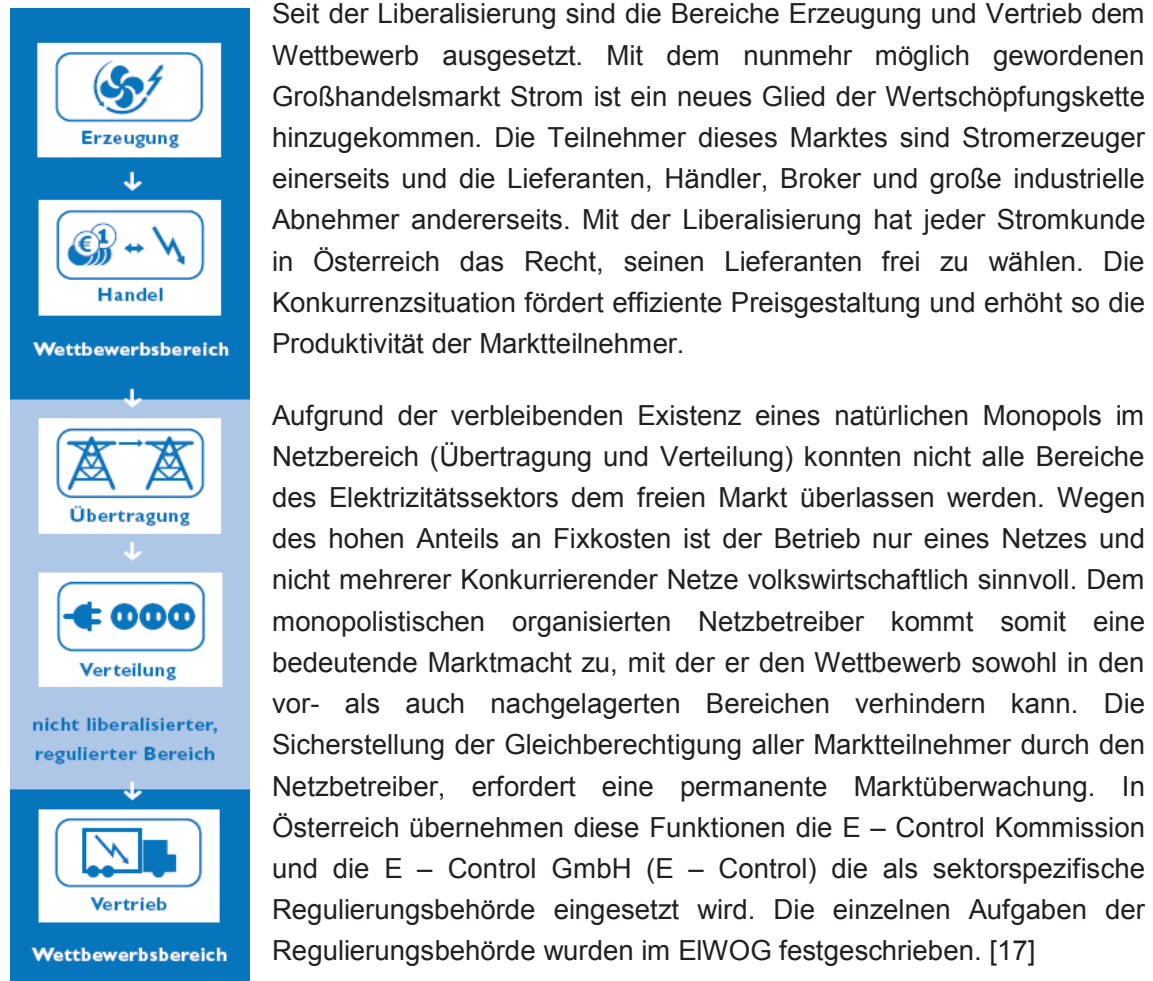 Erzeugung
Handel
Wettbewerbsbereich
Übertragung
Verteilung
nicht liberalisierter,
regulierter Bereich
Vertrieb
Wettbewerbsbereich
Seit der Liberalisierung sind die Bereiche Erzeugung und Vertrieb dem
Wettbewerb ausgesetzt. Mit dem nunmehr möglich gewordenen
Großhandelsmarkt Strom ist ein neues Glied der Wertschöpfungskette
hinzugekommen. Die Teilnehmer dieses Marktes sind Stromerzeuger
einerseits und die Lieferanten, Händler, Broker und große industrielle
Abnehmer andererseits. Mit der Liberalisierung hat jeder Stromkunde
in Österreich das Recht, seinen Lieferanten frei zu wählen. Die
Konkurrenzsituation fördert effiziente Preisgestaltung und erhöht so die
Produktivität der Marktteilnehmer.
Aufgrund der verbleibenden Existenz eines natürlichen Monopols im
Netzbereich (Übertragung und Verteilung) konnten nicht alle Bereiche
des Elektrizitätssektors dem freien Markt überlassen werden. Wegen
des hohen Anteils an Fixkosten ist der Betrieb nur eines Netzes und
nicht mehrerer Konkurrierender Netze volkswirtschaftlich sinnvoll. Dem
monopolistischen organisierten Netzbetreiber kommt somit eine
bedeutende Marktmacht zu, mit der er den Wettbewerb sowohl in den
vor- als auch nachgelagerten Bereichen verhindern kann. Die
Sicherstellung der Gleichberechtigung aller Marktteilnehmer durch den
Netzbetreiber, erfordert eine permanente Marktüberwachung. In
Österreich übernehmen diese Funktionen die E – Control Kommission
und die E – Control GmbH (E – Control) die als sektorspezifische
Regulierungsbehörde eingesetzt wird. Die einzelnen Aufgaben der
Regulierungsbehörde wurden im ElWOG festgeschrieben. [17]